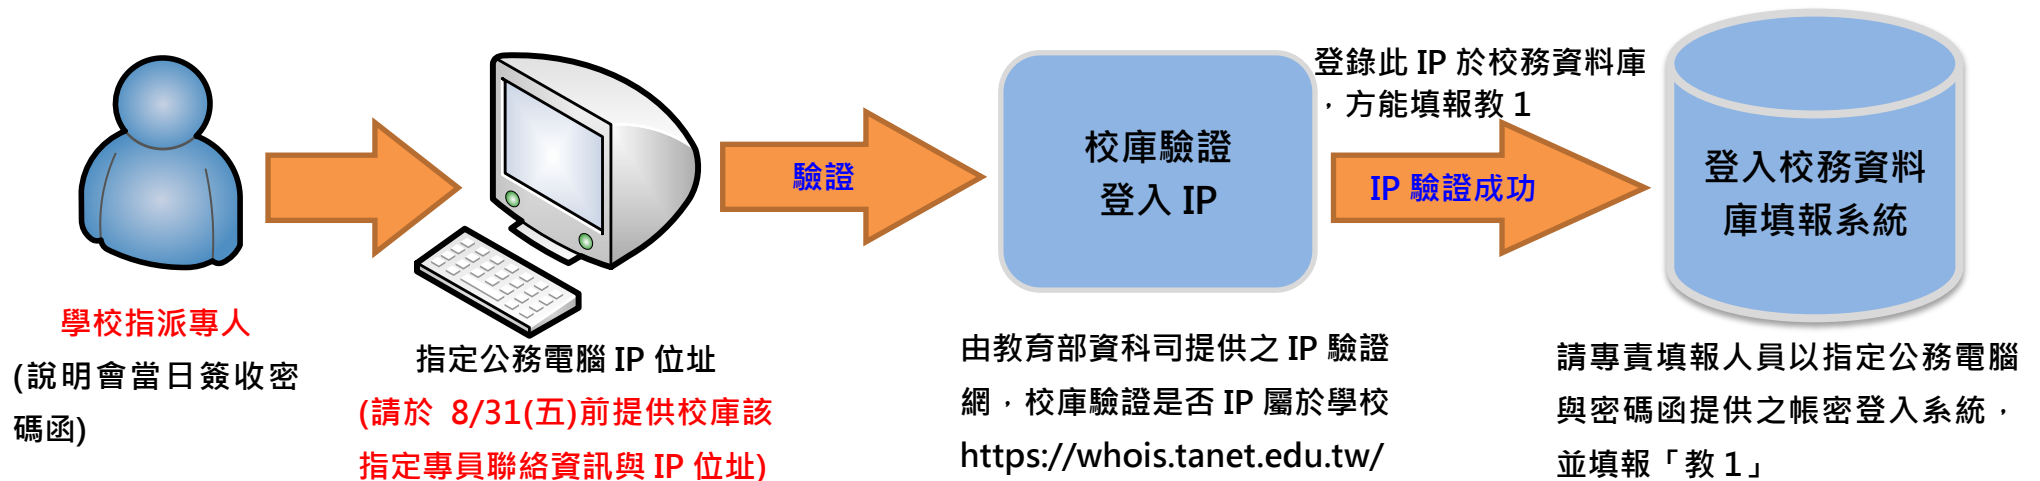 學校指派專人
(說明會當日簽收密
碼函)
指定公務電腦 IP 位址
(請於 8/31(五)前提供校庫該
指定專員聯絡資訊與 IP 位址)
驗證
校庫驗證
登入 IP
由教育部資科司提供之 IP 驗證
網，校庫驗證是否 IP 屬於學校
https://whois.tanet.edu.tw/
登錄此 IP 於校務資料庫
，方能填報教 1
IP 驗證成功
登入校務資料
庫填報系統
請專責填報人員以指定公務電腦
與密碼函提供之帳密登入系統，
並填報「教 1」